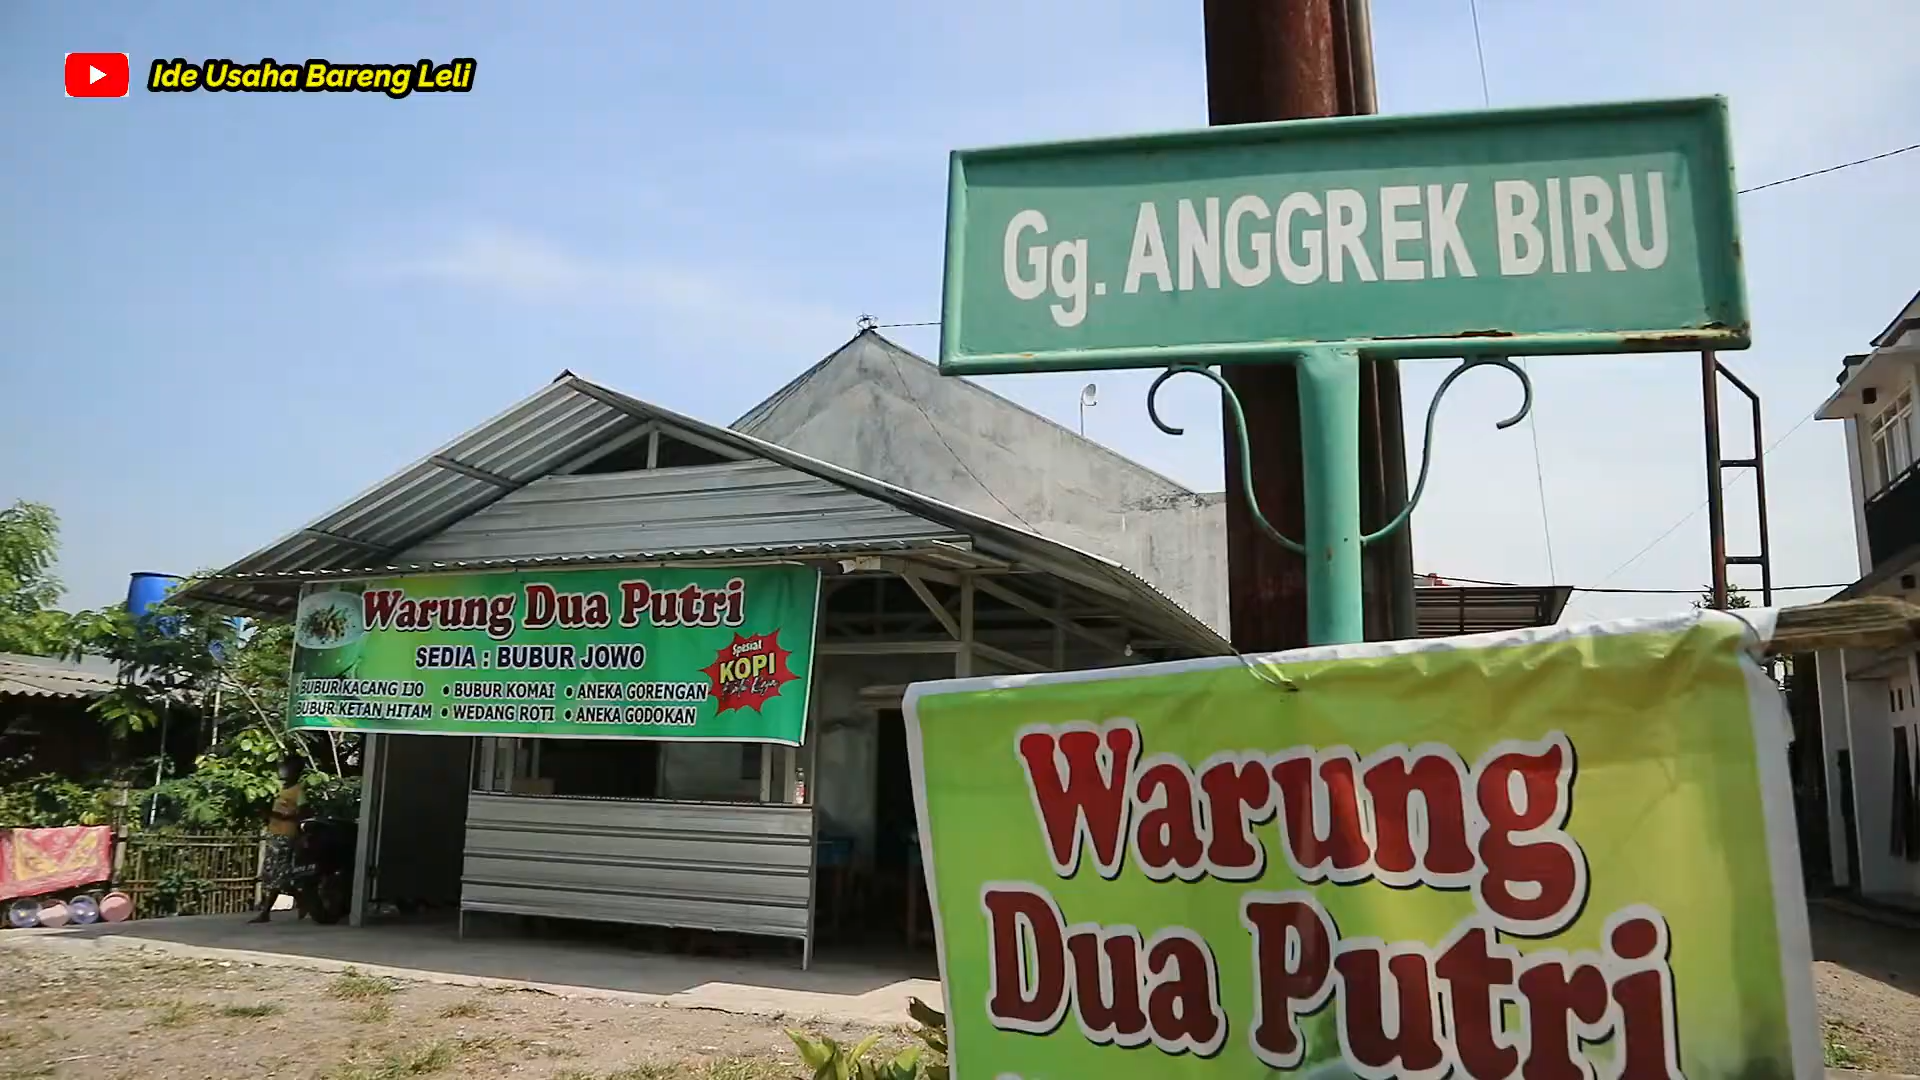 Ide Usaha Bareng Leli
Gg. ANGGREK BIRU
Warung Dua Putri
SEDIA : BUBUR JOWO
BUBUR KACANG IJO • BUBUR KOMAI • ANEKA GORENGAN
BUBUR KETAN HITAM • WEDANG ROTI • ANEKA GODOKAN
Spesial
KOPI
Warung
Dua Putri